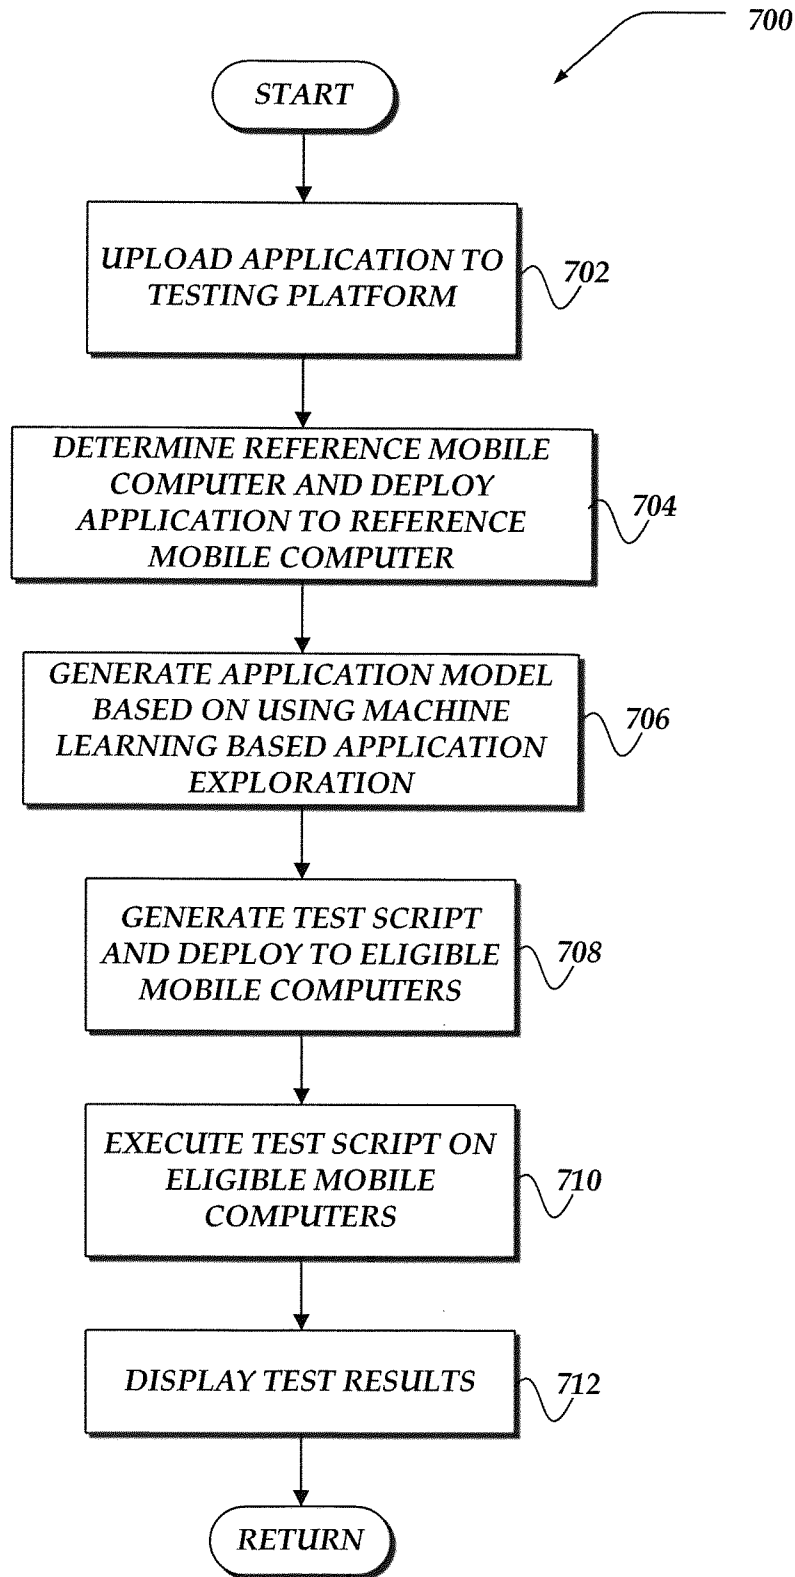 700
START
UPLOAD APPLICATION TO
TESTING PLATFORM
702
DETERMINE REFERENCE MOBILE
COMPUTER AND DEPLOY
APPLICATION TO REFERENCE
MOBILE COMPUTER
704
GENERATE APPLICATION MODEL
BASED ON USING MACHINE
LEARNING BASED APPLICATION
EXPLORATION
706
GENERATE TEST SCRIPT
AND DEPLOY TO ELIGIBLE
MOBILE COMPUTERS
708
EXECUTE TEST SCRIPT ON
ELIGIBLE MOBILE
COMPUTERS
710
DISPLAY TEST RESULTS
712
RETURN